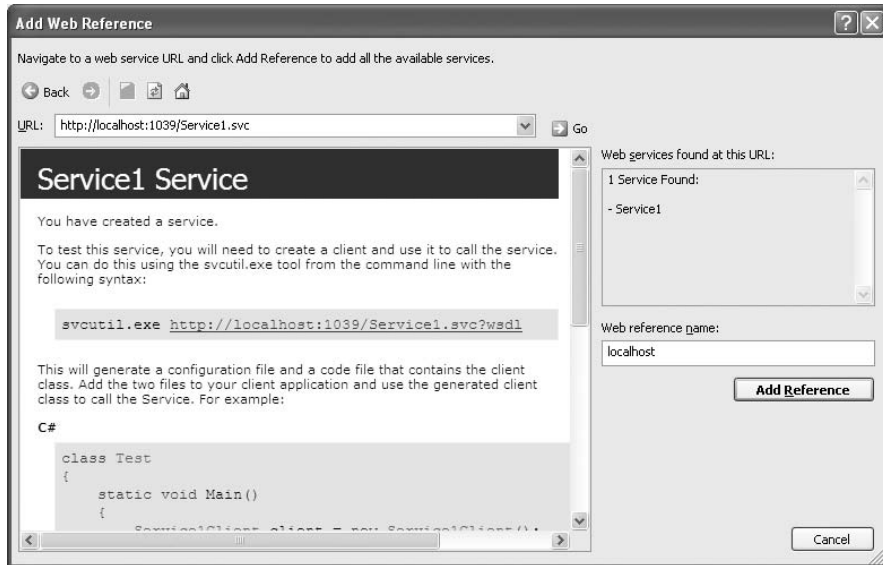 Add Web Reference
Navigate to a web service URL and click Add Reference to add all the available services.
Back
URL: http://localhost:1039/Service1.svc Go
Service1 Service
You have created a service.
To test this service, you will need to create a client and use it to call the service.
You can do this using the svcutil.exe tool from the command line with the
following syntax:
svcutil.exe http://localhost:1039/Service1.svc?wsdl
This will generate a configuration file and a code file that contains the client
class. Add the two files to your client application and use the generated client
class to call the Service. For example:
C#
class Test
{
static void Main()
{
Service1Client client = new Service1Client();
Web services found at this URL:
1 Service Found:
- Service1
Web reference name:
localhost
Add Reference
Cancel